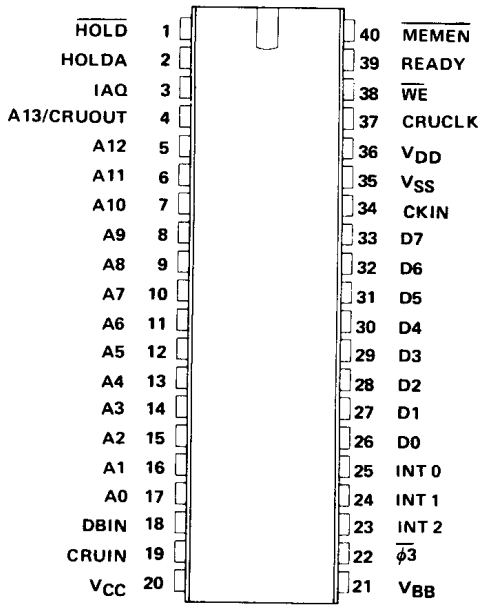 HOLD 1 40 MEMEN
HOLDA 2 39 READY
IAQ 3 38 WE
A13/CRUOUT 4 37 CRUCLK
A12 5 36 VDD
A11 6 35 VSS
A10 7 34 CKIN
A9 8 33 D7
A8 9 32 D6
A7 10 31 D5
A6 11 30 D4
A5 12 29 D3
A4 13 28 D2
A3 14 27 D1
A2 15 26 D0
A1 16 25 INT 0
A0 17 24 INT 1
DBIN 18 23 INT 2
CRUIN 19 22 ϕ3
VCC 20 21 VBB